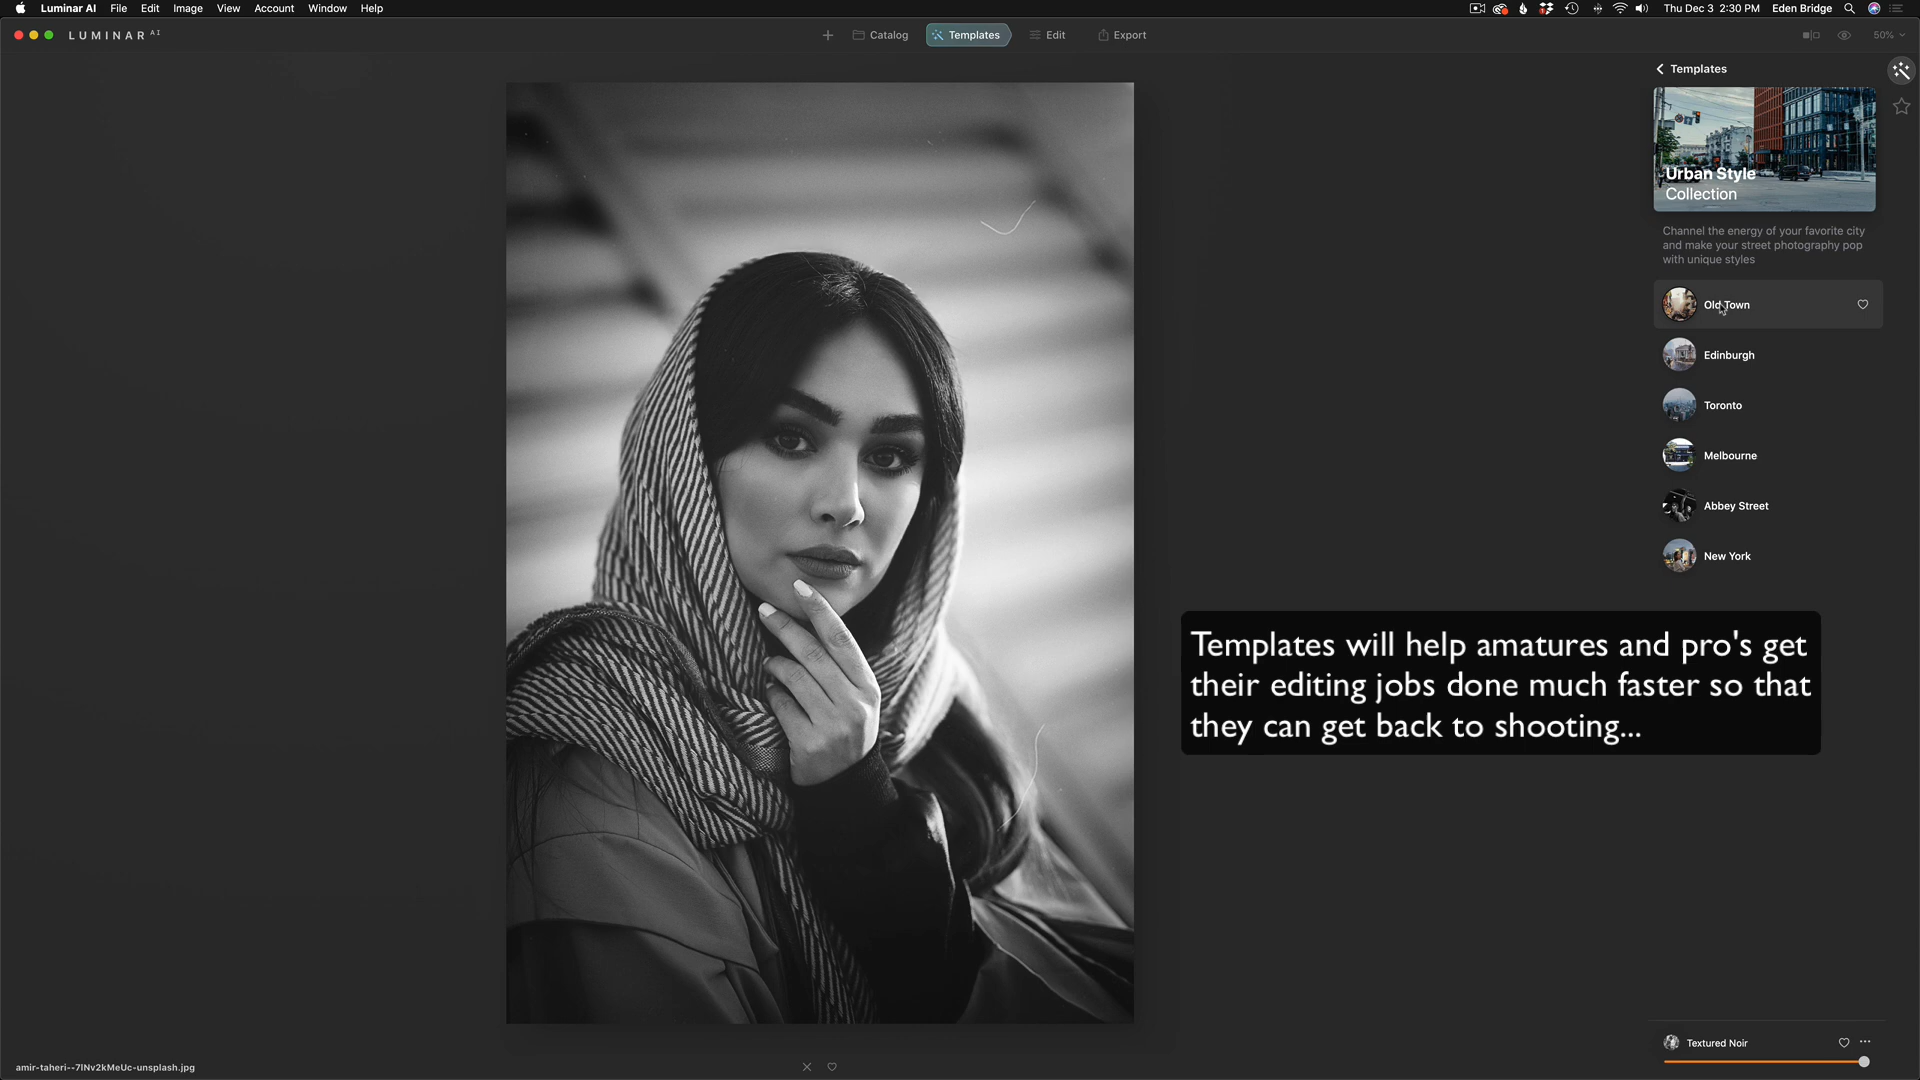 Luminar AI File Edit Image View Account Window Help Thu Dec 3 2:30 PM Eden Bridge
LUMINAR AI
Catalog Templates Edit Export 50%
Templates
Urban Style
Collection
Channel the energy of your favorite city
and make your street photography pop
with unique styles
Old Town
Edinburgh
Toronto
Melbourne
Abbey Street
New York
Templates will help amatures and pro's get
their editing jobs done much faster so that
they can get back to shooting...
Textured Noir
amir-taheri--7lNv2kMeUc-unsplash.jpg